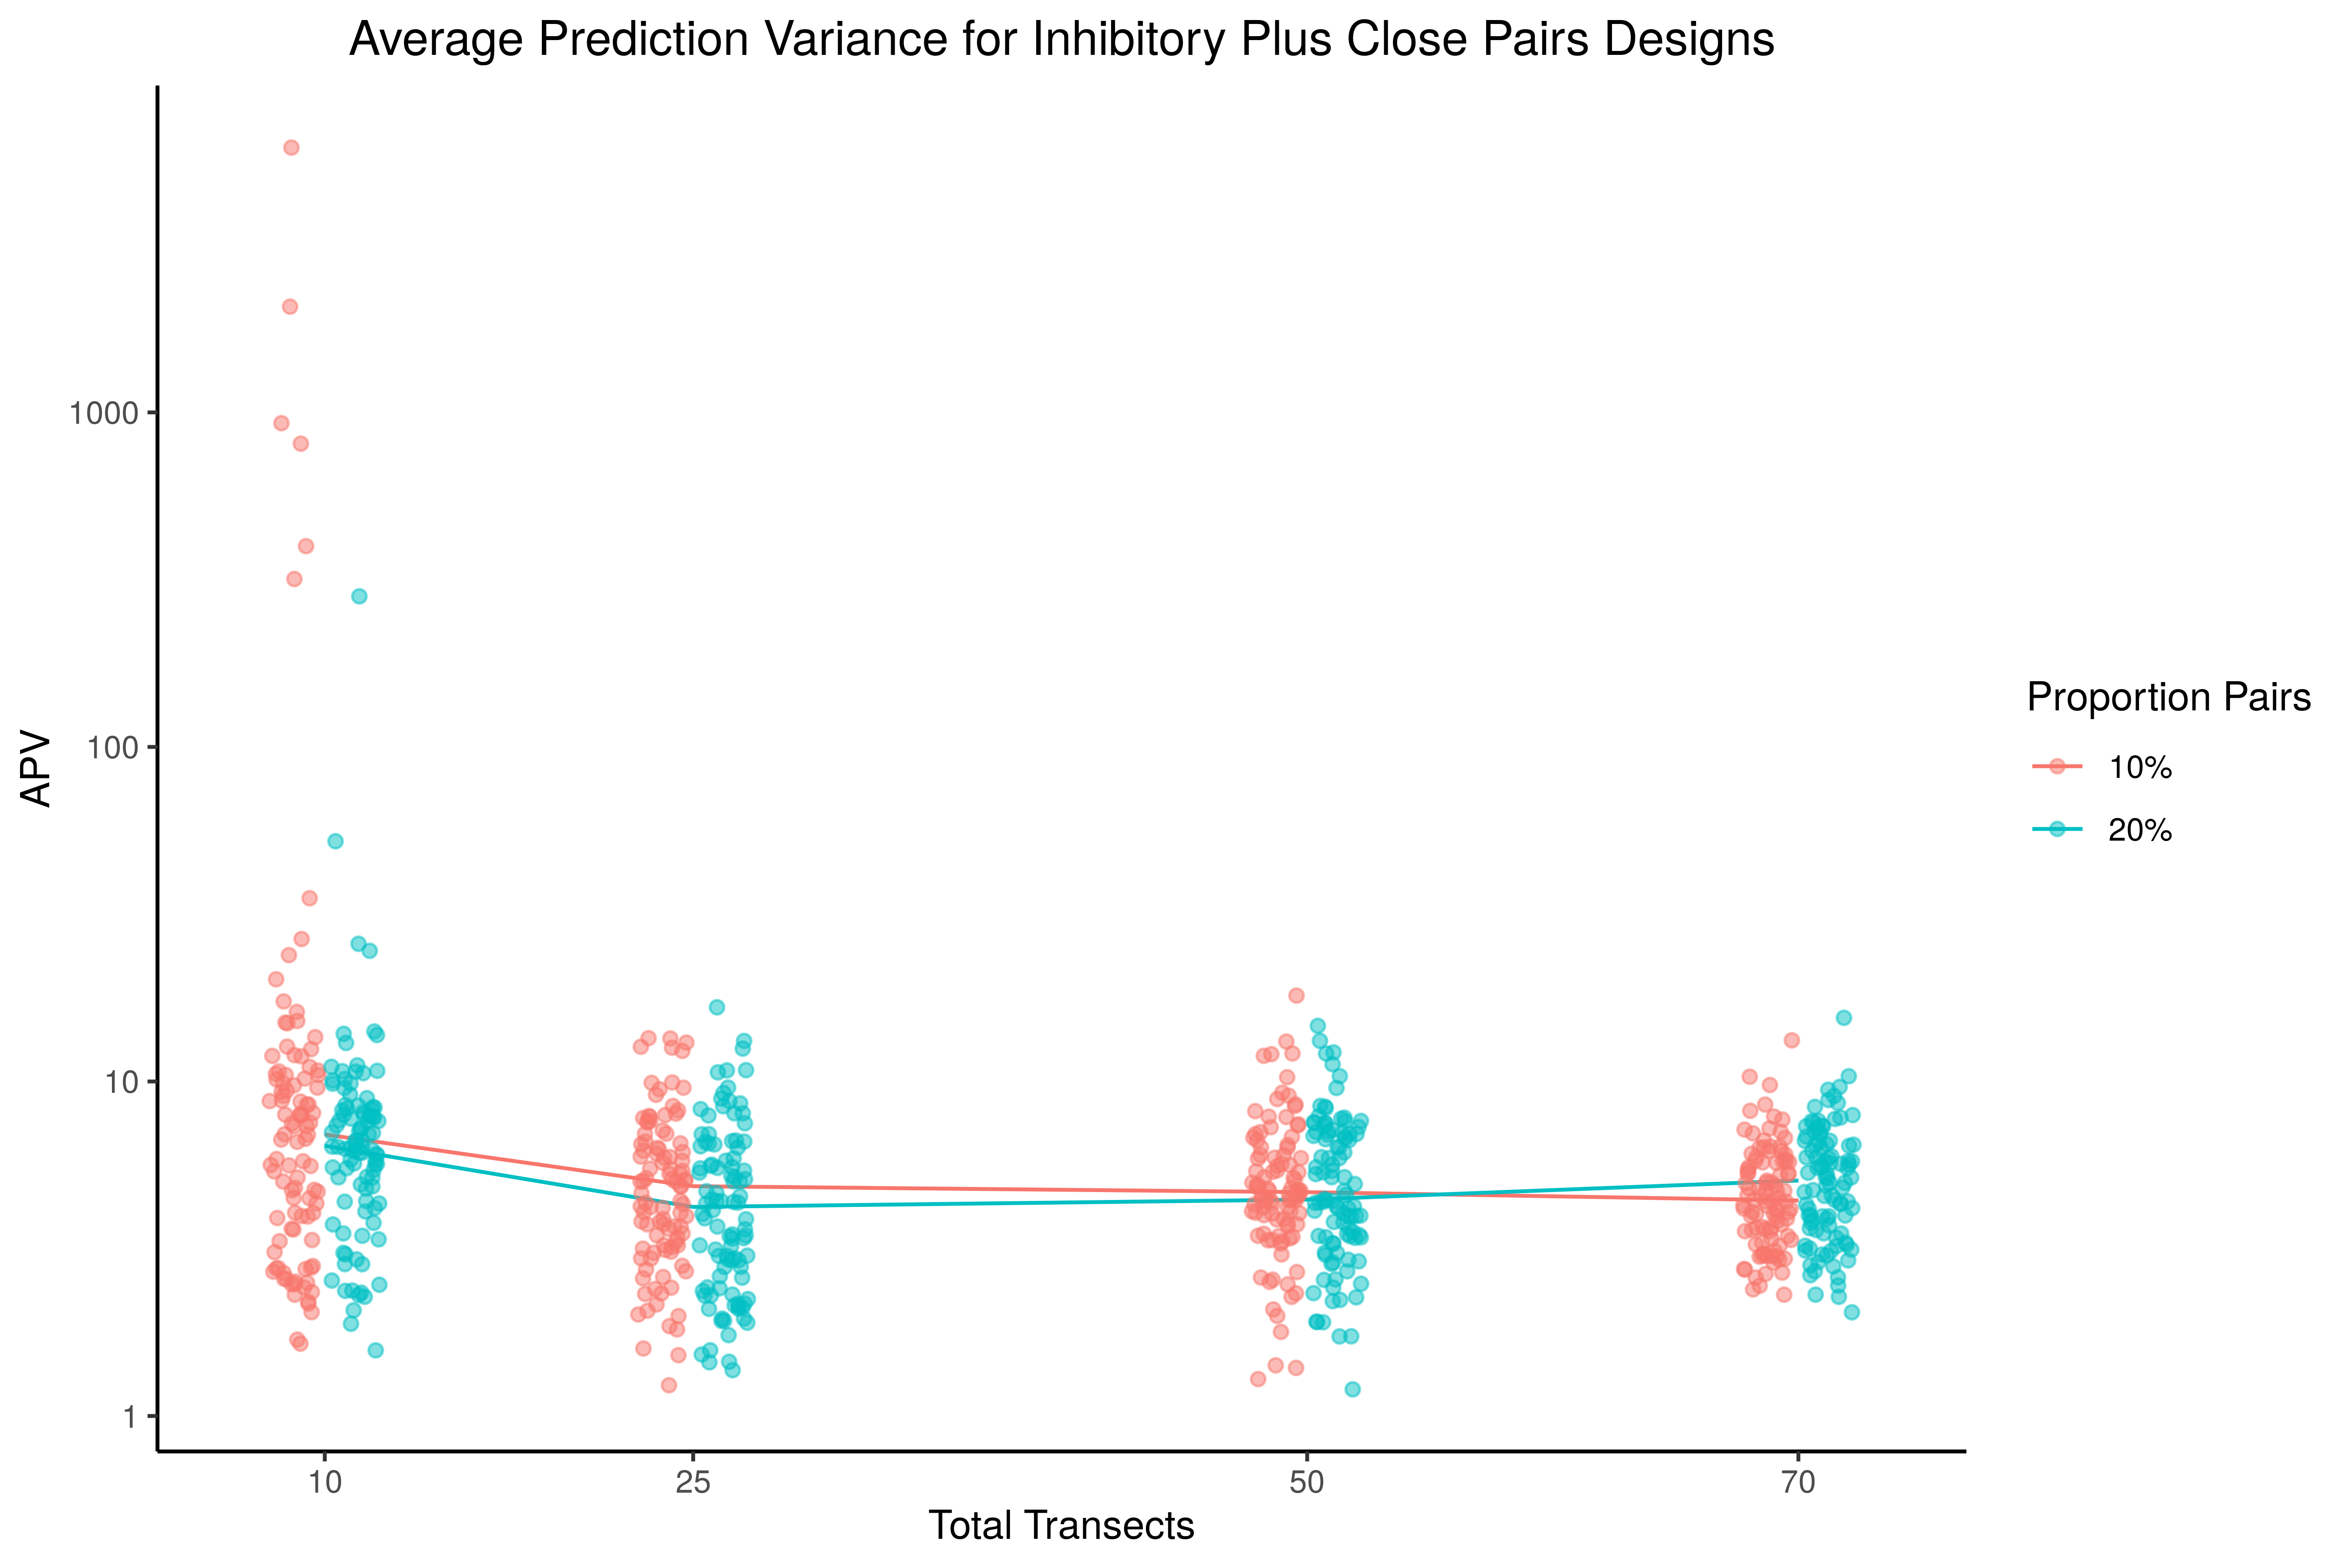 Average Prediction Variance for Inhibitory Plus Close Pairs Designs
APV
1000
100
10
1
10 25 50 70
Total Transects
Proportion Pairs
10%
20%